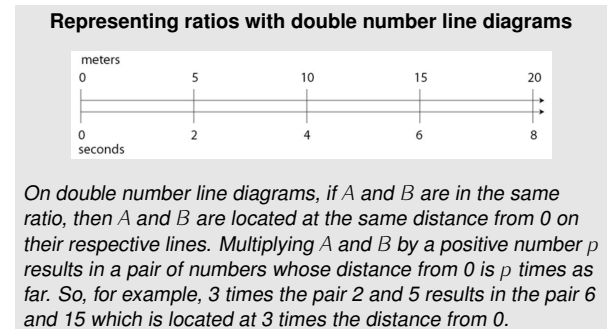 Representing ratios with double number line diagrams
meters
0 5 10 15 20
0 2 4 6 8
seconds
On double number line diagrams, if A and B are in the same
ratio, then A and B are located at the same distance from 0 on
their respective lines. Multiplying A and B by a positive number p
results in a pair of numbers whose distance from 0 is p times as
far. So, for example, 3 times the pair 2 and 5 results in the pair 6
and 15 which is located at 3 times the distance from 0.